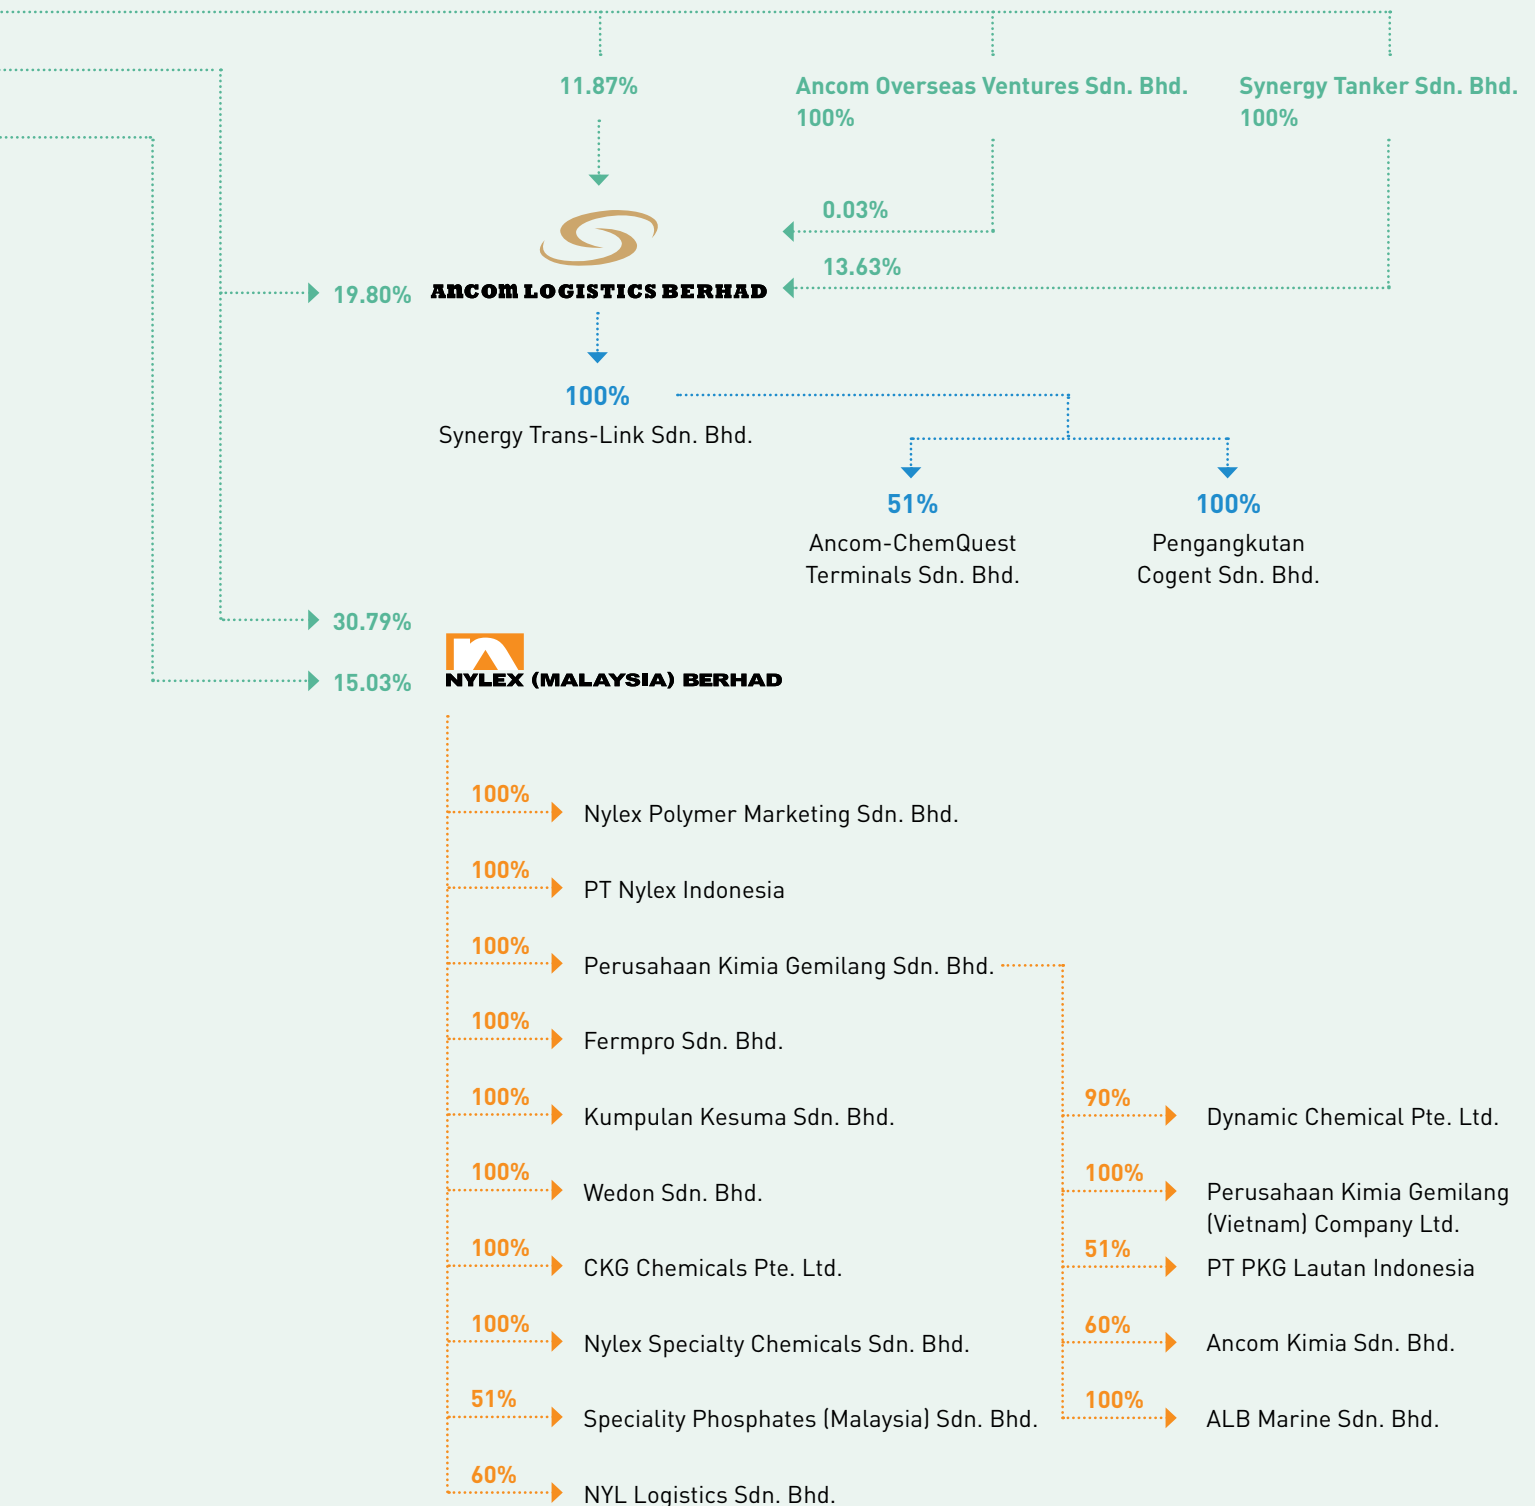 11.87%
Ancom Overseas Ventures Sdn. Bhd.
100%
Synergy Tanker Sdn. Bhd.
100%
0.03%
13.63%
19.80%
ANCOM LOGISTICS BERHAD
100%
Synergy Trans-Link Sdn. Bhd.
51%
Ancom-ChemQuest
Terminals Sdn. Bhd.
100%
Pengangkutan
Cogent Sdn. Bhd.
30.79%
15.03%
NYLEX (MALAYSIA) BERHAD
100%
Nylex Polymer Marketing Sdn. Bhd.
100%
PT Nylex Indonesia
100%
Perusahaan Kimia Gemilang Sdn. Bhd.
100%
Fermpro Sdn. Bhd.
100%
Kumpulan Kesuma Sdn. Bhd.
100%
Wedon Sdn. Bhd.
100%
CKG Chemicals Pte. Ltd.
100%
Nylex Specialty Chemicals Sdn. Bhd.
51%
Speciality Phosphates (Malaysia) Sdn. Bhd.
60%
NYL Logistics Sdn. Bhd.
90%
Dynamic Chemical Pte. Ltd.
100%
Perusahaan Kimia Gemilang
(Vietnam) Company Ltd.
51%
PT PKG Lautan Indonesia
60%
Ancom Kimia Sdn. Bhd.
100%
ALB Marine Sdn. Bhd.